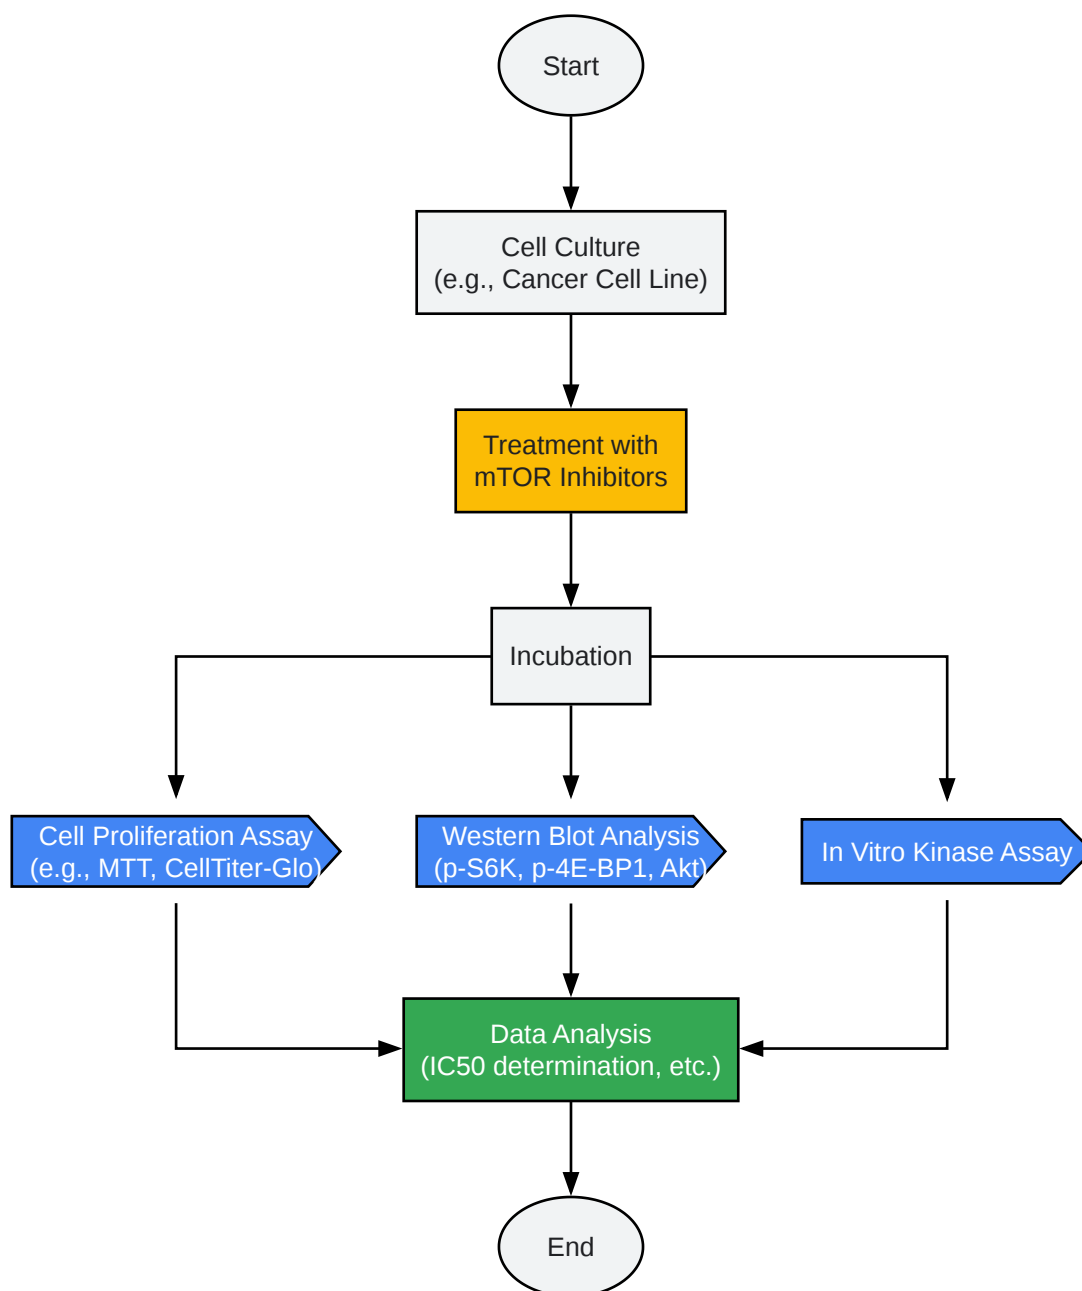 Start
Cell Culture
(e.g., Cancer Cell Line)
Treatment with
mTOR Inhibitors
Incubation
Cell Proliferation Assay
(e.g., MTT, CellTiter-Glo)
Western Blot Analysis
(p-S6K, p-4E-BP1, Akt)
In Vitro Kinase Assay
Data Analysis
(IC50 determination, etc.)
End